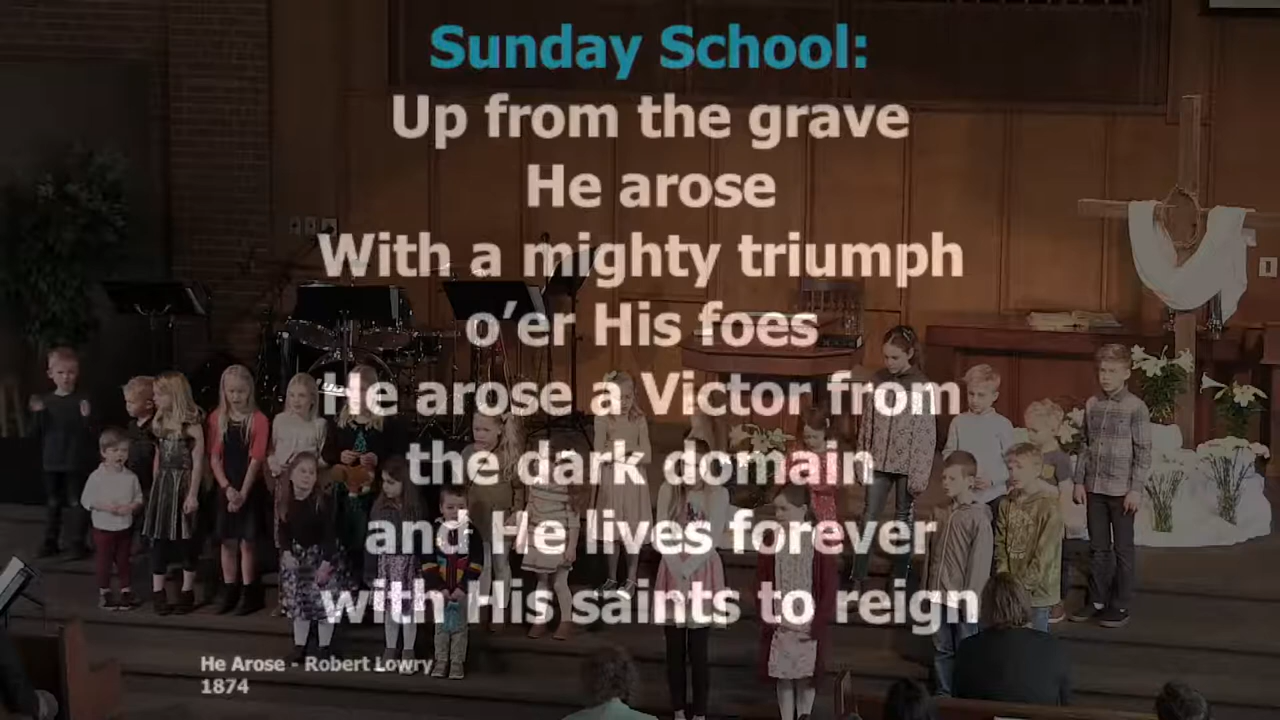 Sunday School:
Up from the grave
He arose
With a mighty triumph
o’er His foes
He arose a Victor from
the dark domain
and He lives forever
with His saints to reign
He Arose - Robert Lowry
1874